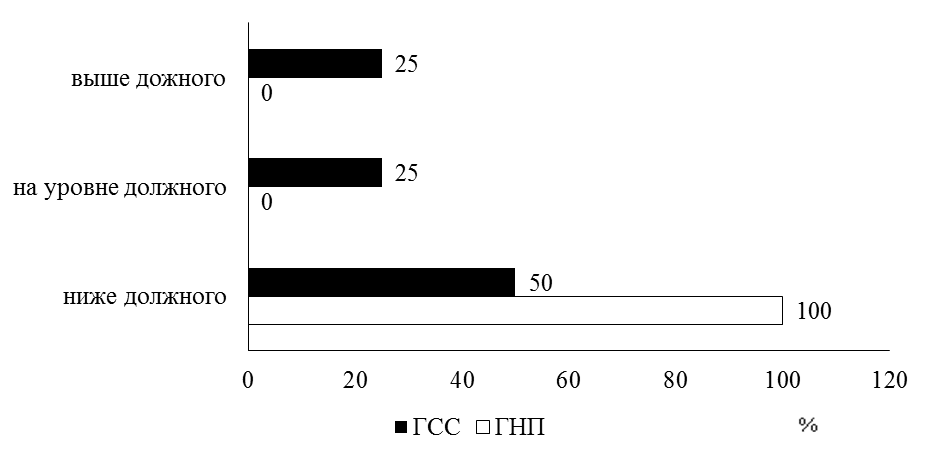 25
выше дожного
0
25
на уровне должного
0
50
ниже должного
100
0 20 40 60 80 100 120
ГСС ГНП %